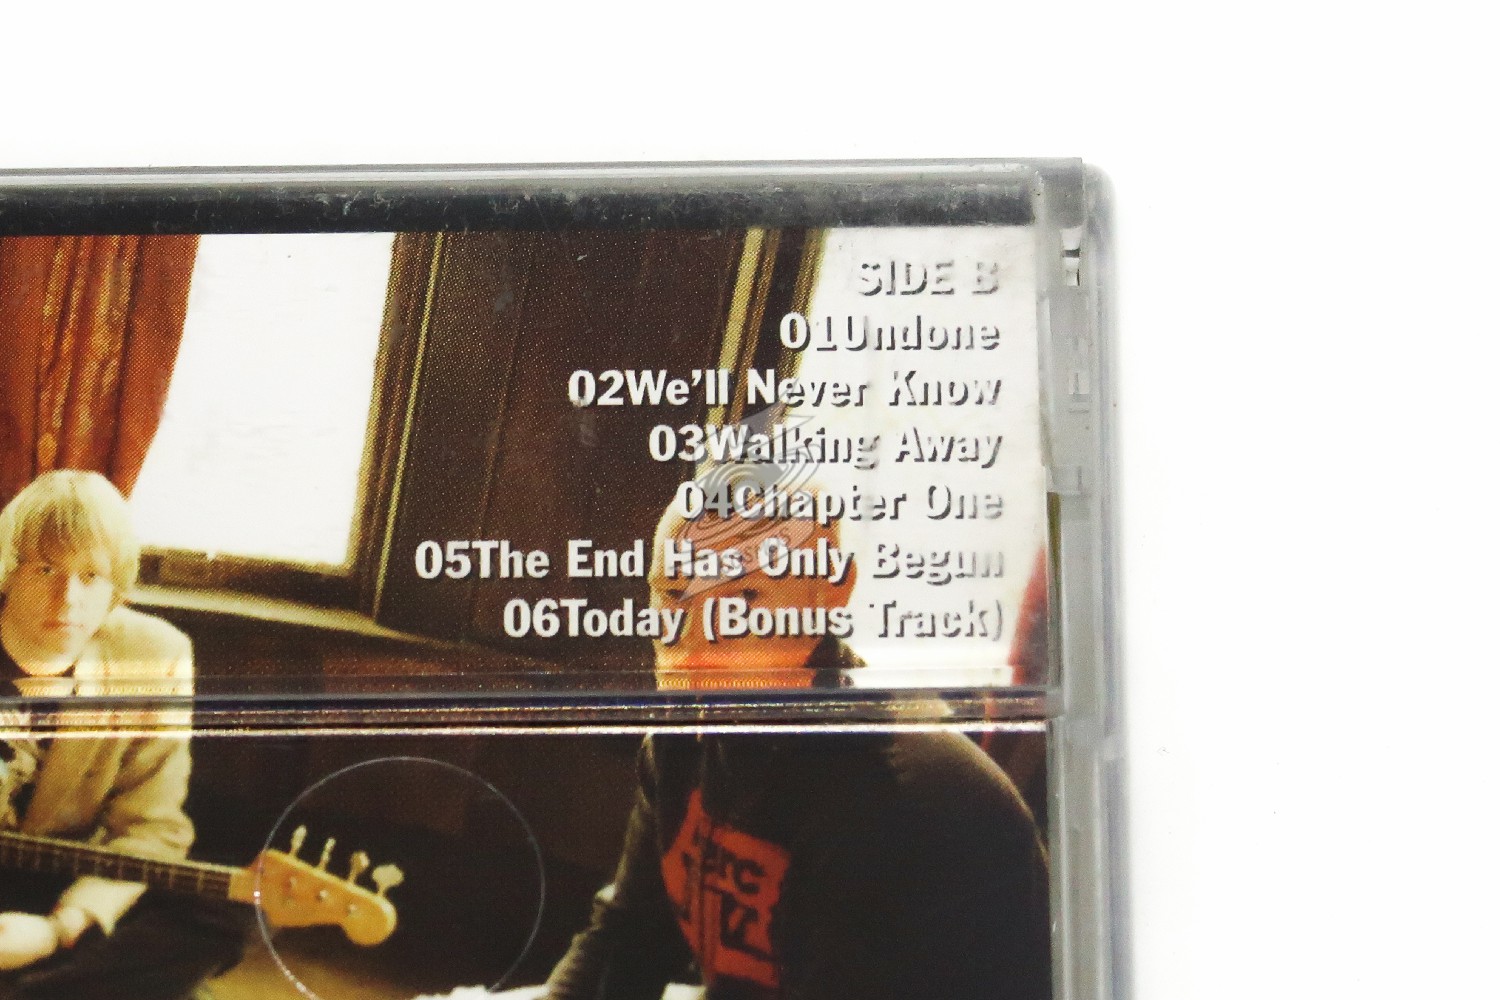 SIDE B
01Undone
02We'll Never Know
03Walking Away
04Chapter One
05The End Has Only Begun
06Today (Bonus Track)